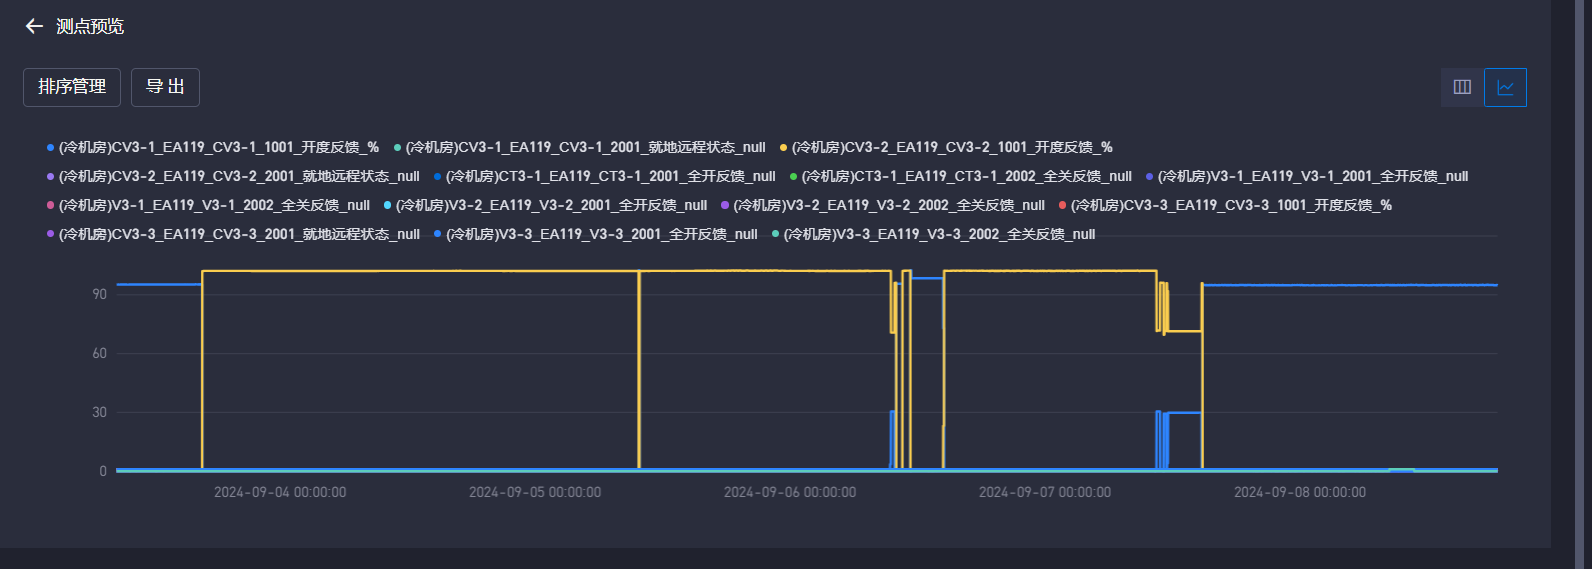 测点预览
排序管理 导 出
(冷机房)CV3-1_EA119_CV3-1_1001_开度反馈_% (冷机房)CV3-1_EA119_CV3-1_2001_就地远程状态_null (冷机房)CV3-2_EA119_CV3-2_1001_开度反馈_%
(冷机房)CV3-2_EA119_CV3-2_2001_就地远程状态_null (冷机房)CT3-1_EA119_CT3-1_2001_全开反馈_null (冷机房)CT3-1_EA119_CT3-1_2002_全关反馈_null (冷机房)V3-1_EA119_V3-1_2001_全开反馈_null
(冷机房)V3-1_EA119_V3-1_2002_全关反馈_null (冷机房)V3-2_EA119_V3-2_2001_全开反馈_null (冷机房)V3-2_EA119_V3-2_2002_全关反馈_null (冷机房)CV3-3_EA119_CV3-3_1001_开度反馈_%
(冷机房)CV3-3_EA119_CV3-3_2001_就地远程状态_null (冷机房)V3-3_EA119_V3-3_2001_全开反馈_null (冷机房)V3-3_EA119_V3-3_2002_全关反馈_null
90
60
30
0
2024-09-04 00:00:00 2024-09-05 00:00:00 2024-09-06 00:00:00 2024-09-07 00:00:00 2024-09-08 00:00:00